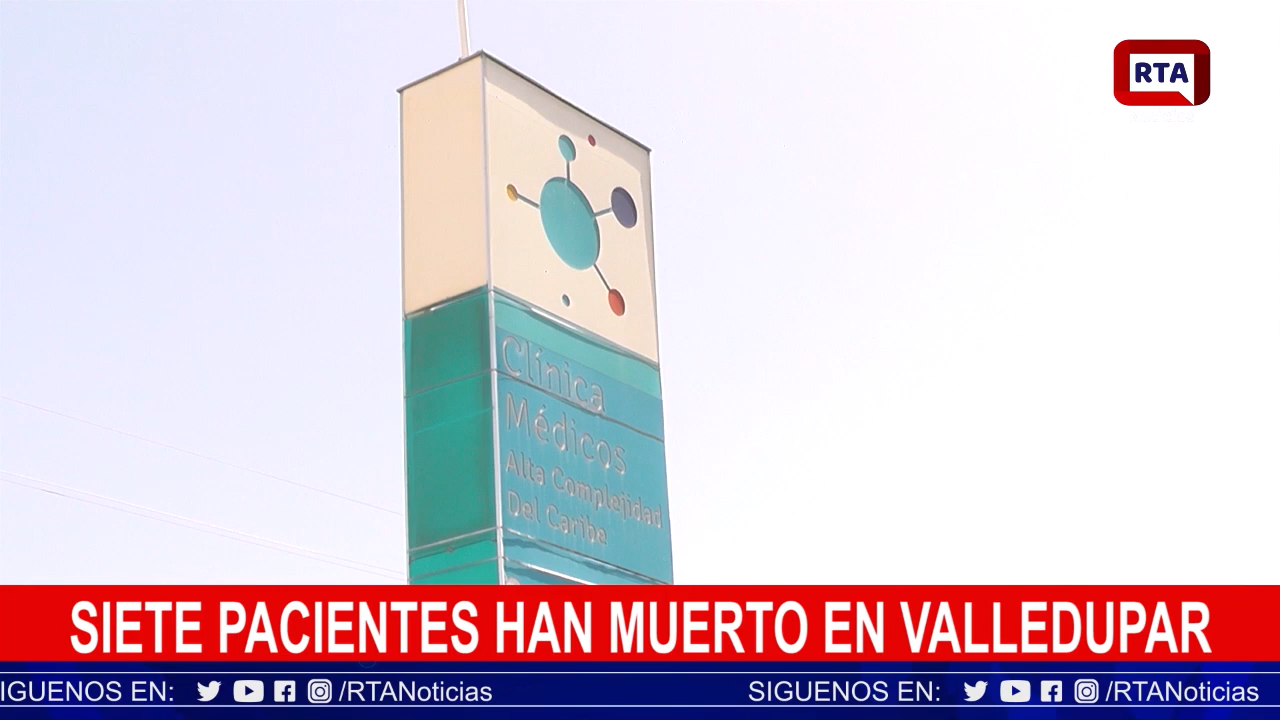 RTA
Clínica
Médicos
Alta Complejidad
Del Caribe
SIETE PACIENTES HAN MUERTO EN VALLEDUPAR
IGUENOS EN: /RTANoticias SIGUENOS EN: /RTANoticias